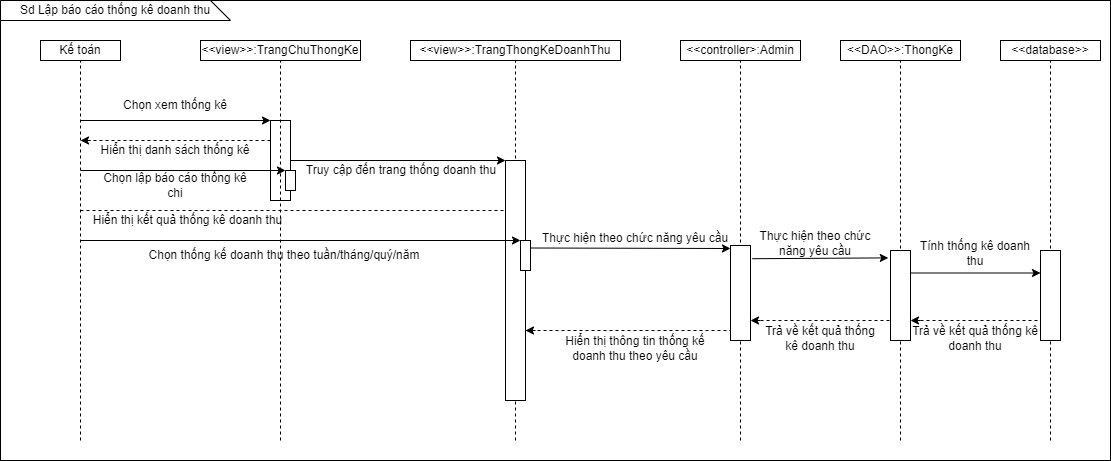 Sd Lập báo cáo thống kê doanh thu
Kế toán
<<view>>:TrangChuThongKe
<<view>>:TrangThongKeDoanhThu
<<controller>:Admin
<<DAO>>:ThongKe
<<database>>
Chọn xem thống kê
Hiển thị danh sách thống kê
Truy cập đến trang thống doanh thu
Chọn lập báo cáo thống kê
chi
Hiển thị kết quả thống kê doanh thu
Chọn thống kế doanh thu theo tuần/tháng/quý/năm
Thực hiện theo chức năng yêu cầu
Thực hiện theo chức
năng yêu cầu
Tính thống kê doanh
thu
Hiển thị thông tin thống kế
doanh thu theo yêu cầu
Trả về kết quả thống
kê doanh thu
Trả về kết quả thống kê
doanh thu